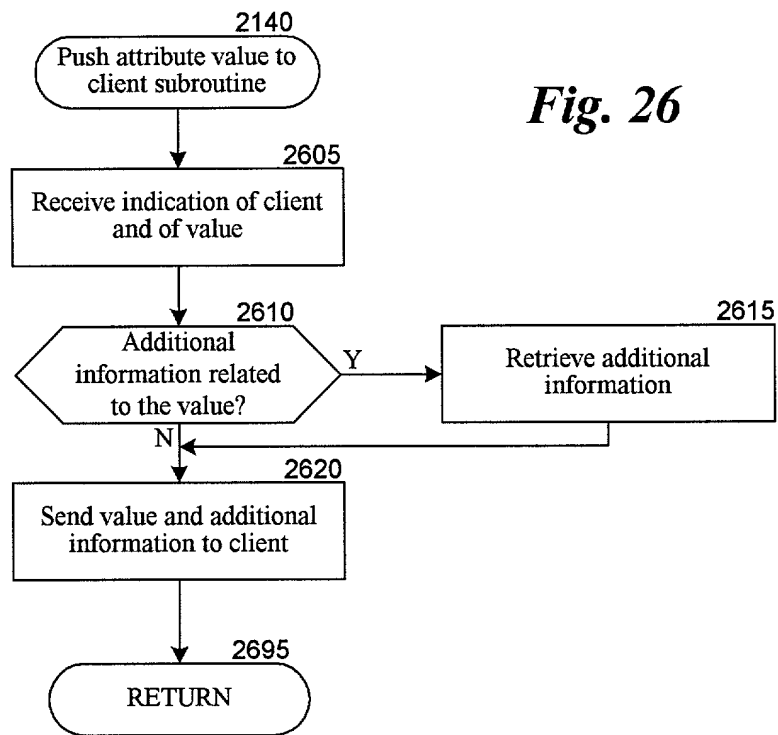 2140
Push attribute value to
client subroutine
Fig. 26
2605
Receive indication of client
and of value
2610
Additional
information related
to the value?
Y
N
2615
Retrieve additional
information
2620
Send value and additional
information to client
2695
RETURN